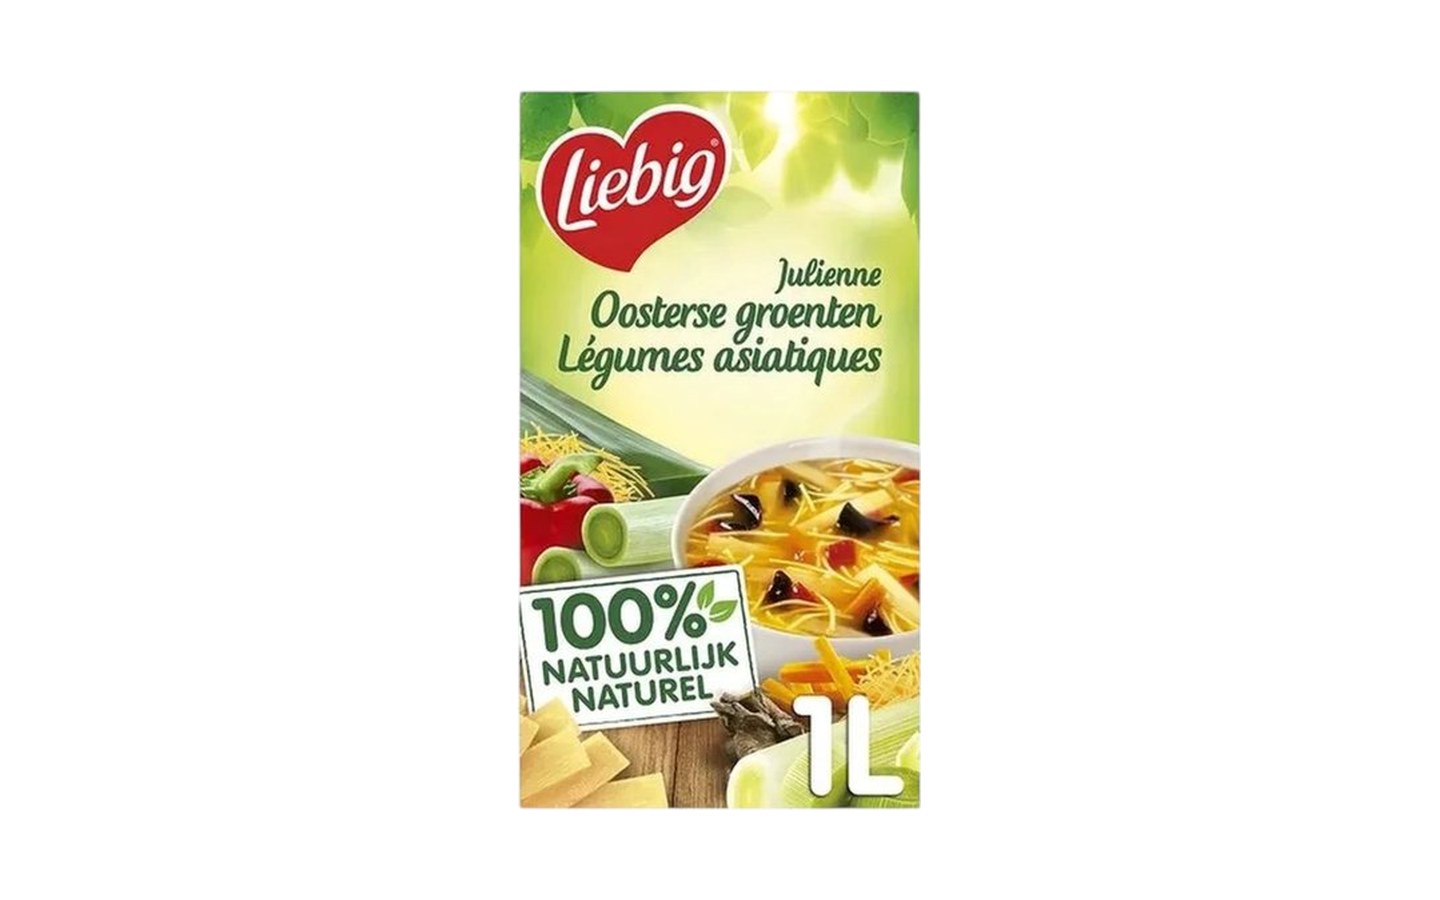 Liebig®
Julienne
Oosterse groenten
Légumes asiatiques
100%
NATUURLIJK
NATUREL
1L